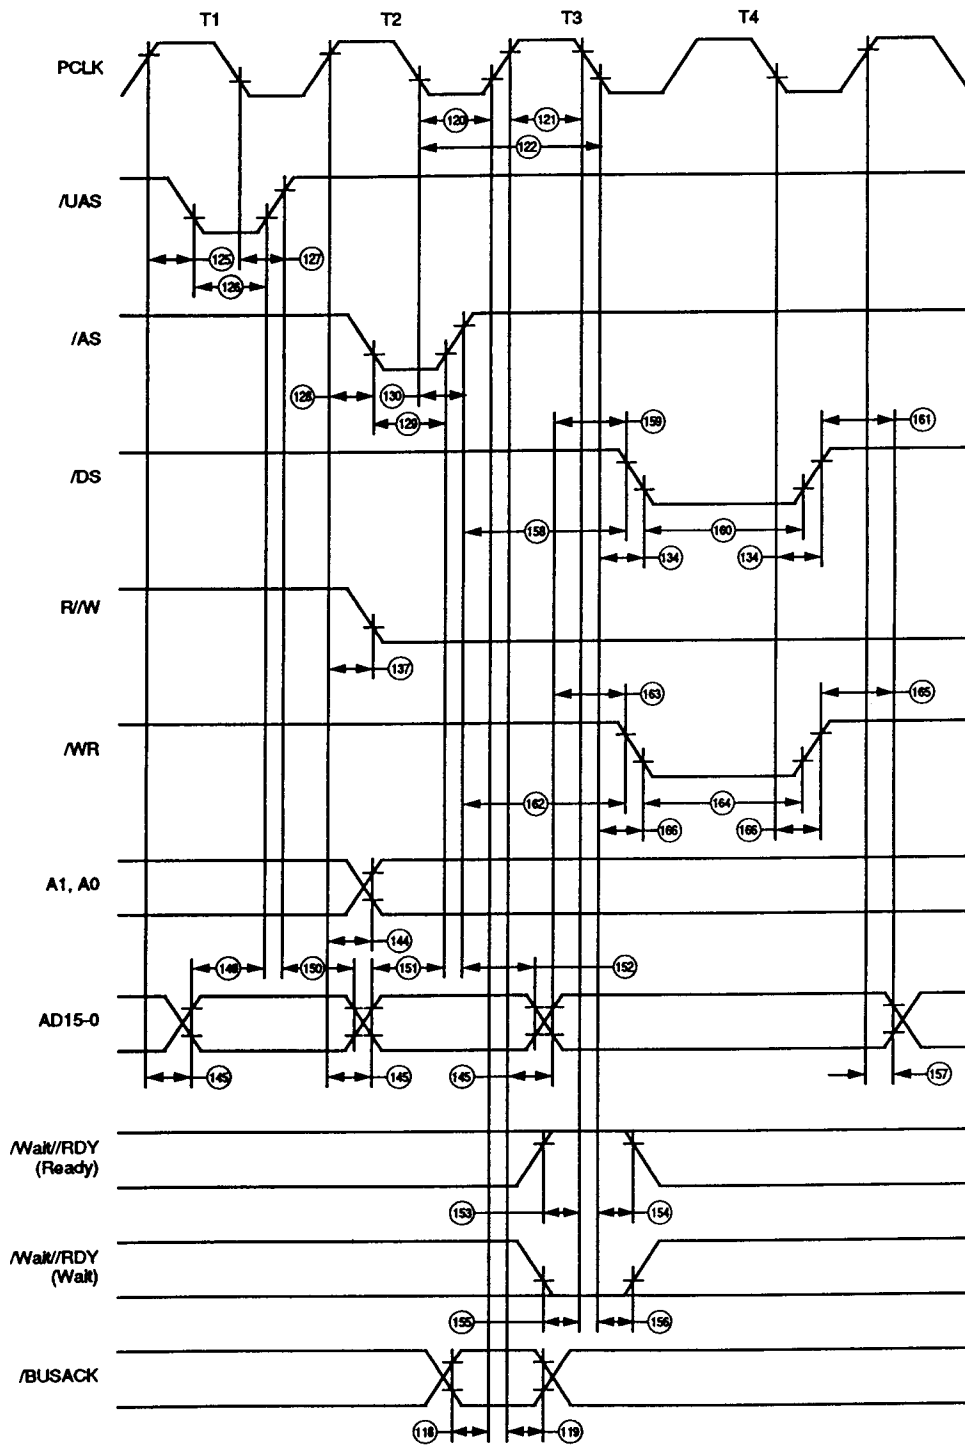 T1 T2 T3 T4
PCLK
120 121
122
/UAS
125 127
126
/AS
128 130
129
159 161
/DS
158 160
134 134
R//W
137
163 165
/WR
162 164
166 166
A1, A0
144
146 150 151 152
AD15-0
145 145 145 157
/Wait//RDY
(Ready)
153 154
/Wait//RDY
(Wait)
155 156
/BUSACK
118 119